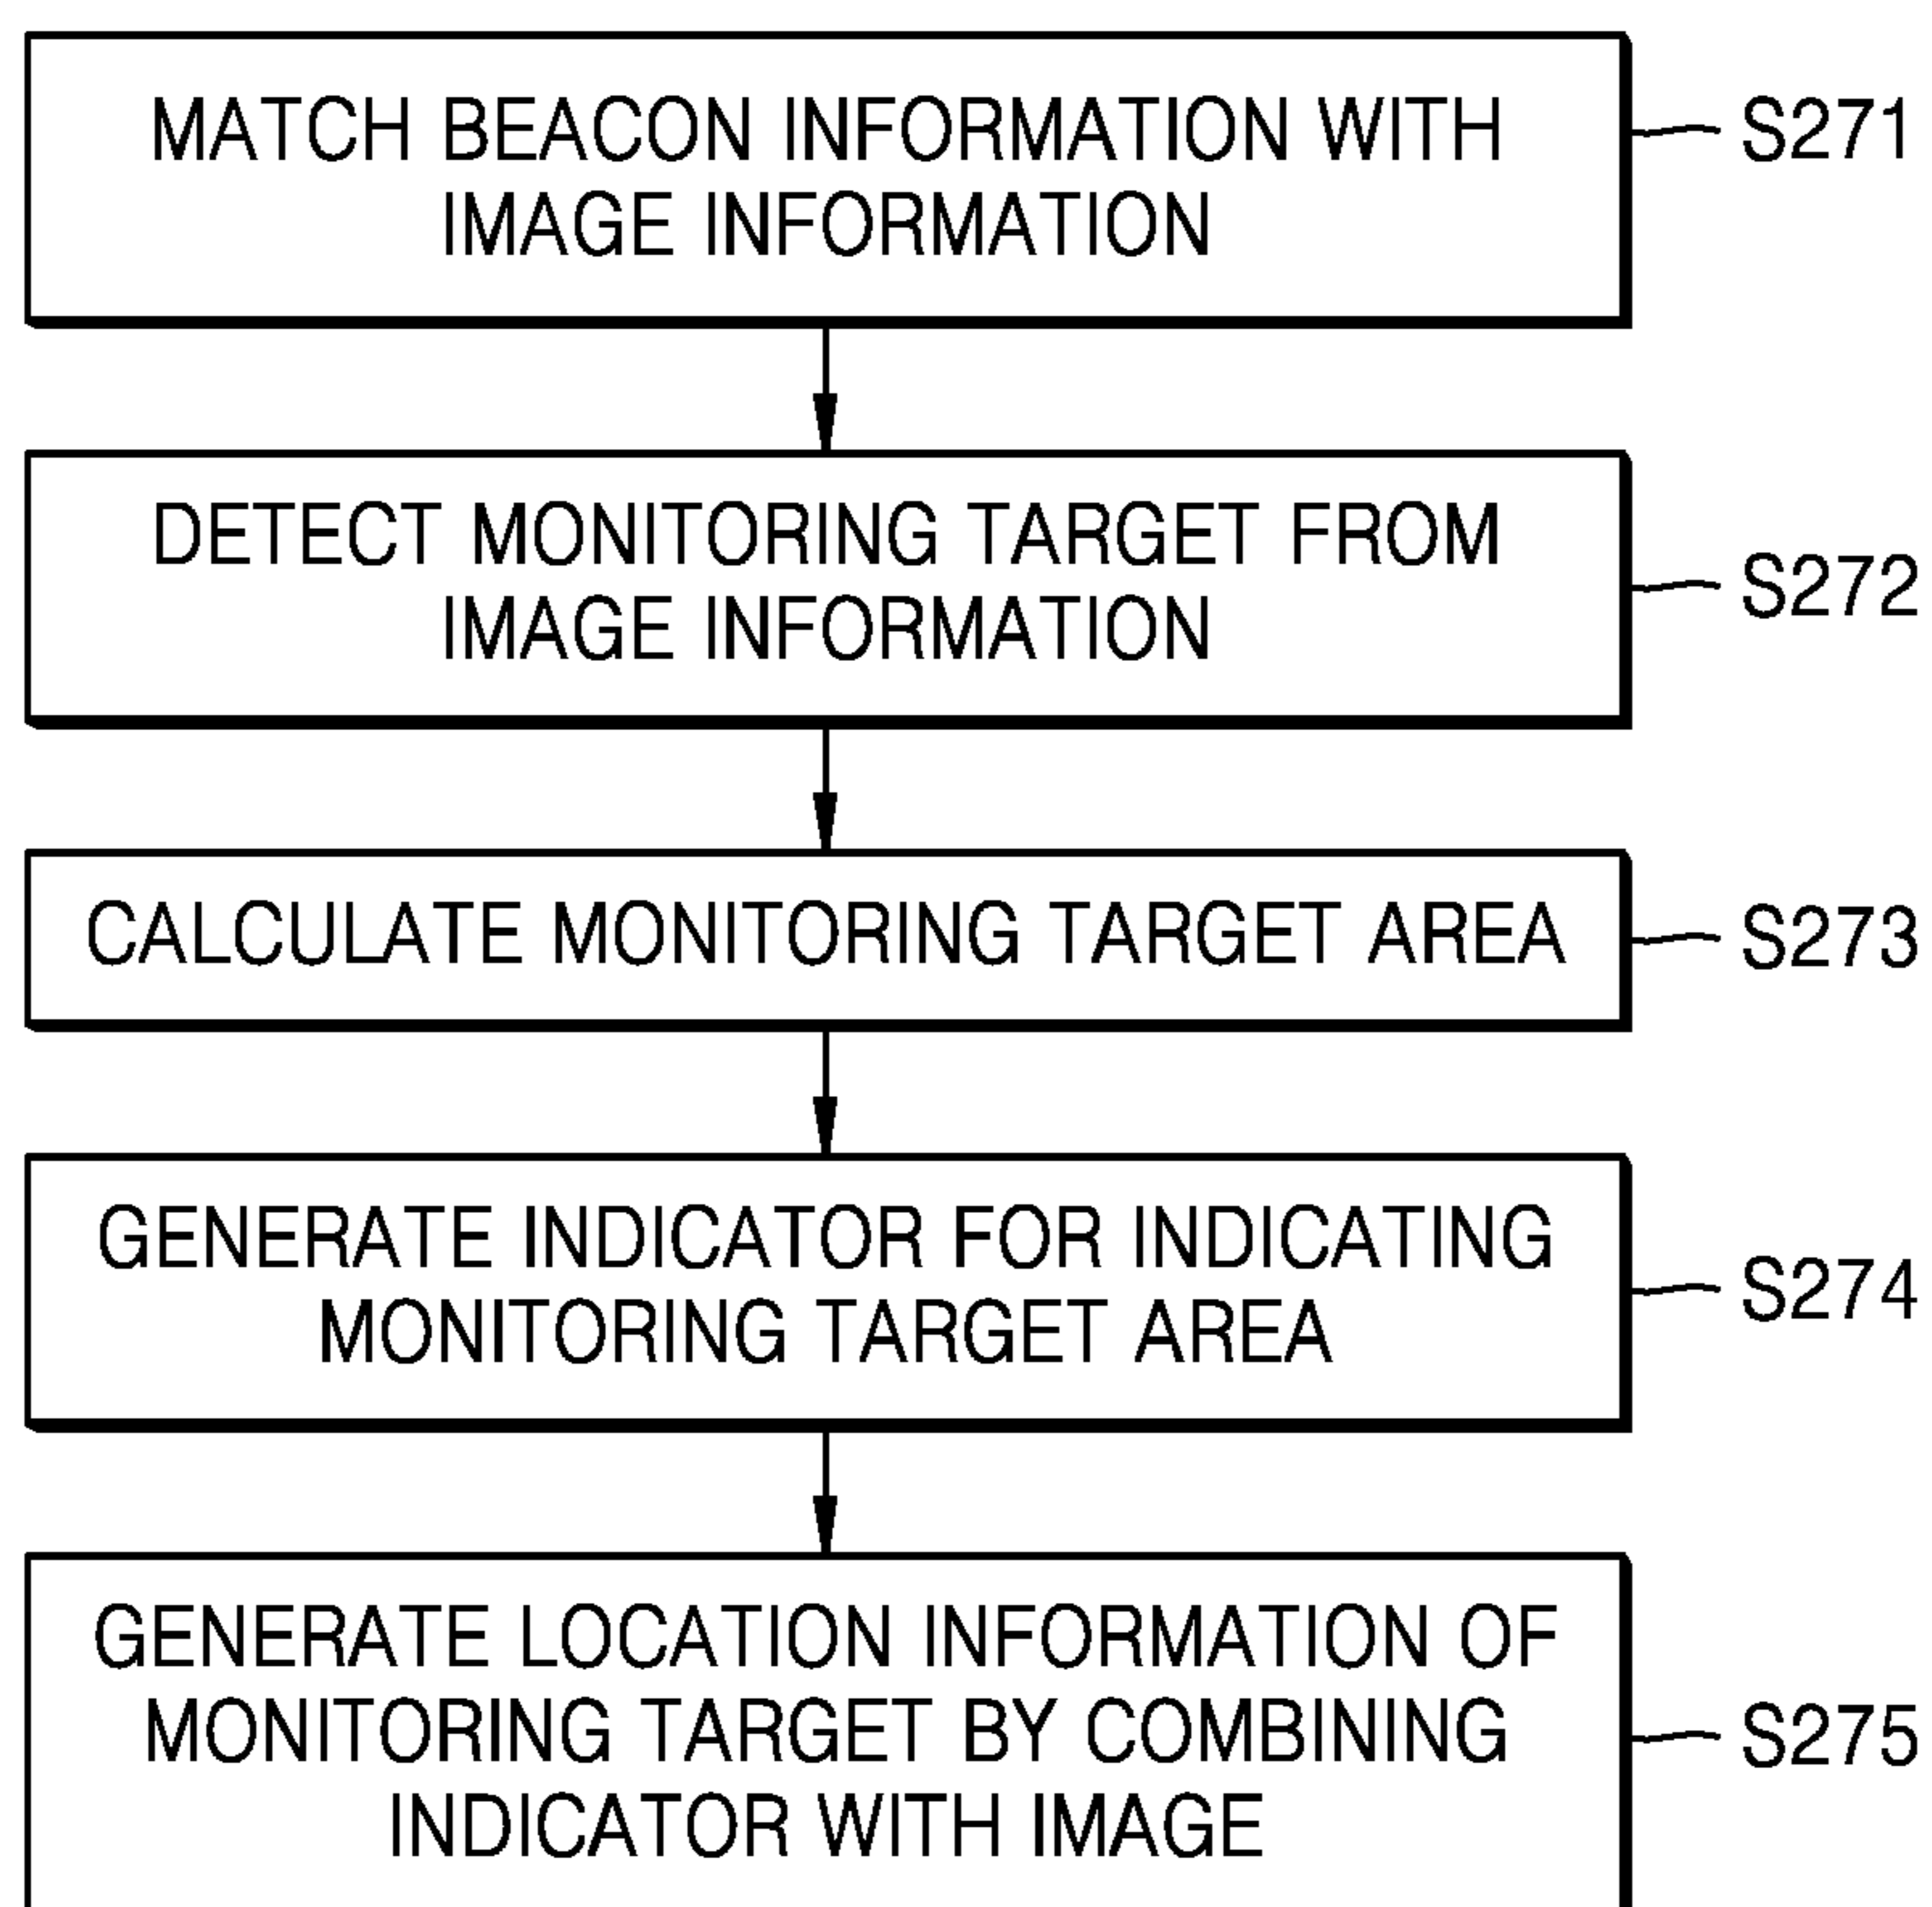 MATCH BEACON INFORMATION WITH
IMAGE INFORMATION
S271
DETECT MONITORING TARGET FROM
IMAGE INFORMATION
S272
CALCULATE MONITORING TARGET AREA
S273
GENERATE INDICATOR FOR INDICATING
MONITORING TARGET AREA
S274
GENERATE LOCATION INFORMATION OF
MONITORING TARGET BY COMBINING
INDICATOR WITH IMAGE
S275